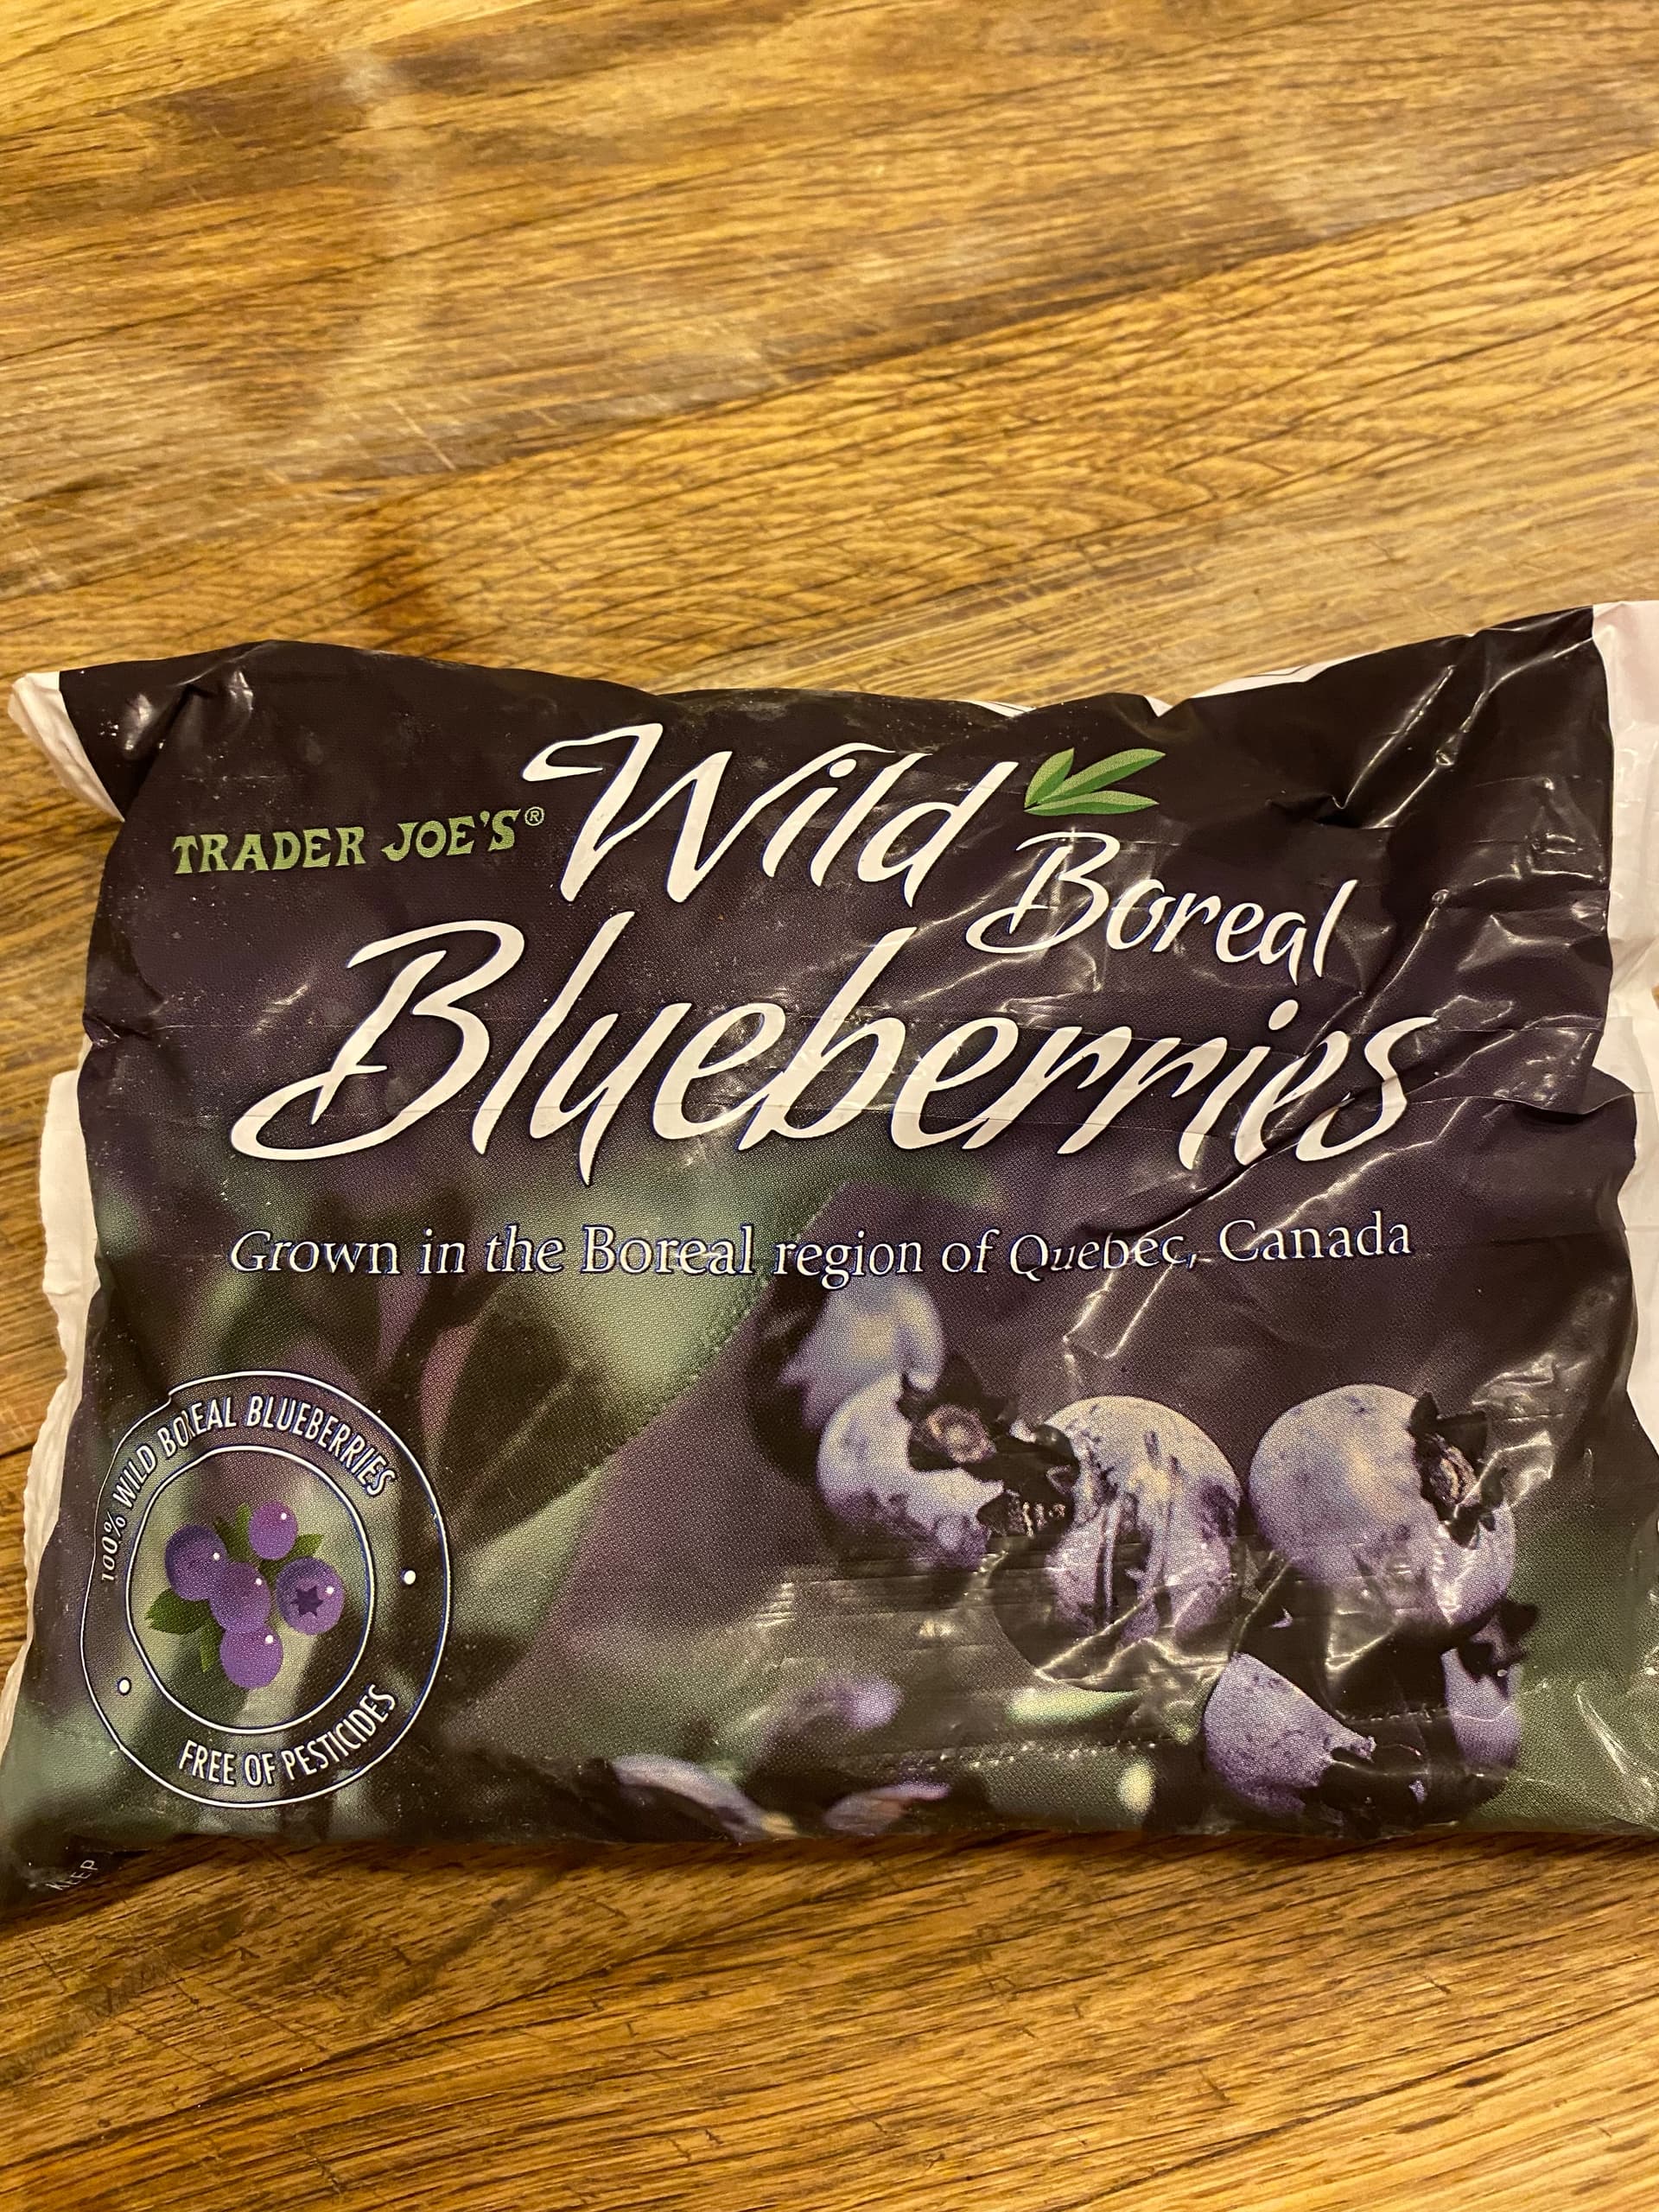 TRADER JOE'S®
Wild
Boreal
Blueberries
Grown in the Boreal region of Quebec, Canada
100% WILD BOREAL BLUEBERRIES
FREE OF PESTICIDES
KEEP